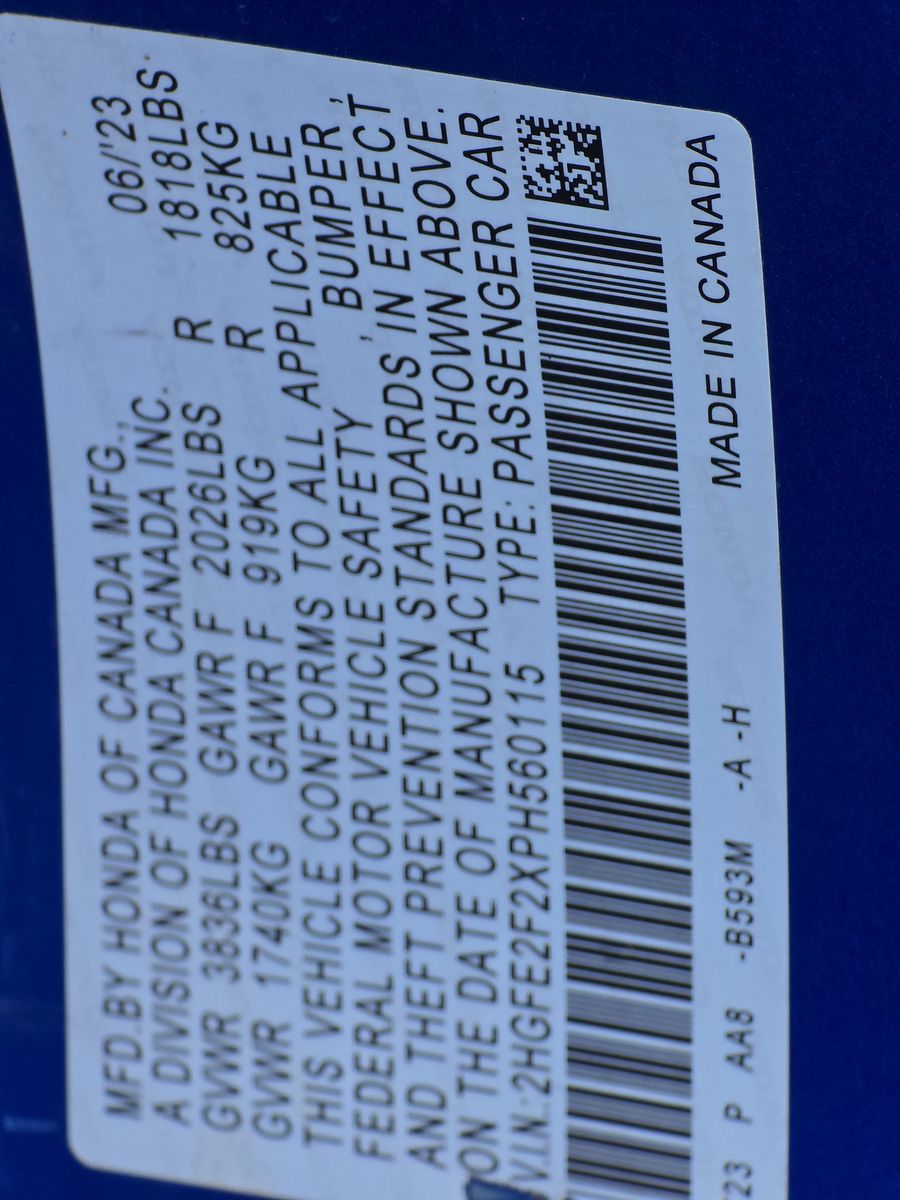 MFD.BY HONDA OF CANADA MFG., 06/'23
A DIVISION OF HONDA CANADA INC.
GVWR 3836LBS GAWR F 2026LBS R 1818LBS
GVWR 1740KG GAWR F 919KG R 825KG
THIS VEHICLE CONFORMS TO ALL APPLICABLE
FEDERAL MOTOR VEHICLE SAFETY , BUMPER ,
AND THEFT PREVENTION STANDARDS IN EFFECT
ON THE DATE OF MANUFACTURE SHOWN ABOVE.
V.I.N.:2HGFE2F2XPH560115 TYPE: PASSENGER CAR
23 P AA8 -B593M -A -H MADE IN CANADA